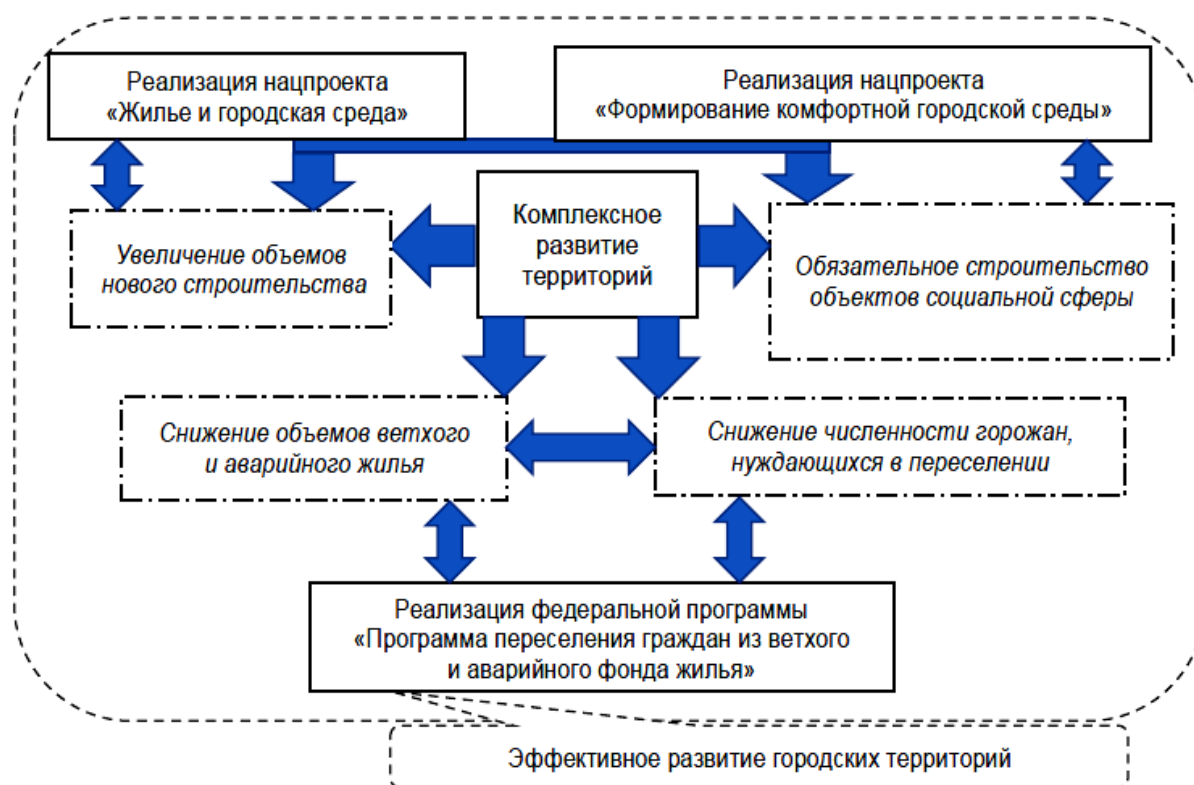 Реализация нацпроекта
«Жилье и городская среда»
Реализация нацпроекта
«Формирование комфортной городской среды»
Комплексное
развитие
территорий
Увеличение объемов
нового строительства
Обязательное строительство
объектов социальной сферы
Снижение объемов ветхого
и аварийного жилья
Снижение численности горожан,
нуждающихся в переселении
Реализация федеральной программы
«Программа переселения граждан из ветхого
и аварийного фонда жилья»
Эффективное развитие городских территорий